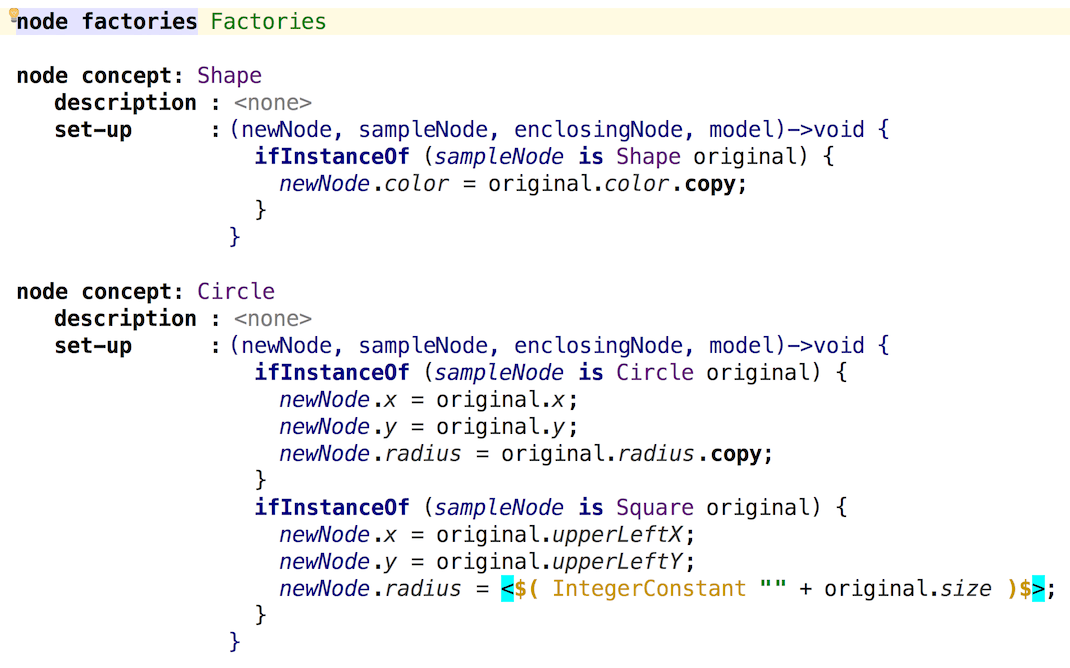 node factories Factories
node concept: Shape
description : <none>
set-up : (newNode, sampleNode, enclosingNode, model)->void {
ifInstanceOf (sampleNode is Shape original) {
newNode.color = original.color.copy;
}
}
node concept: Circle
description : <none>
set-up : (newNode, sampleNode, enclosingNode, model)->void {
ifInstanceOf (sampleNode is Circle original) {
newNode.x = original.x;
newNode.y = original.y;
newNode.radius = original.radius.copy;
}
ifInstanceOf (sampleNode is Square original) {
newNode.x = original.upperLeftX;
newNode.y = original.upperLeftY;
newNode.radius = <$( IntegerConstant "" + original.size )$>;
}
}